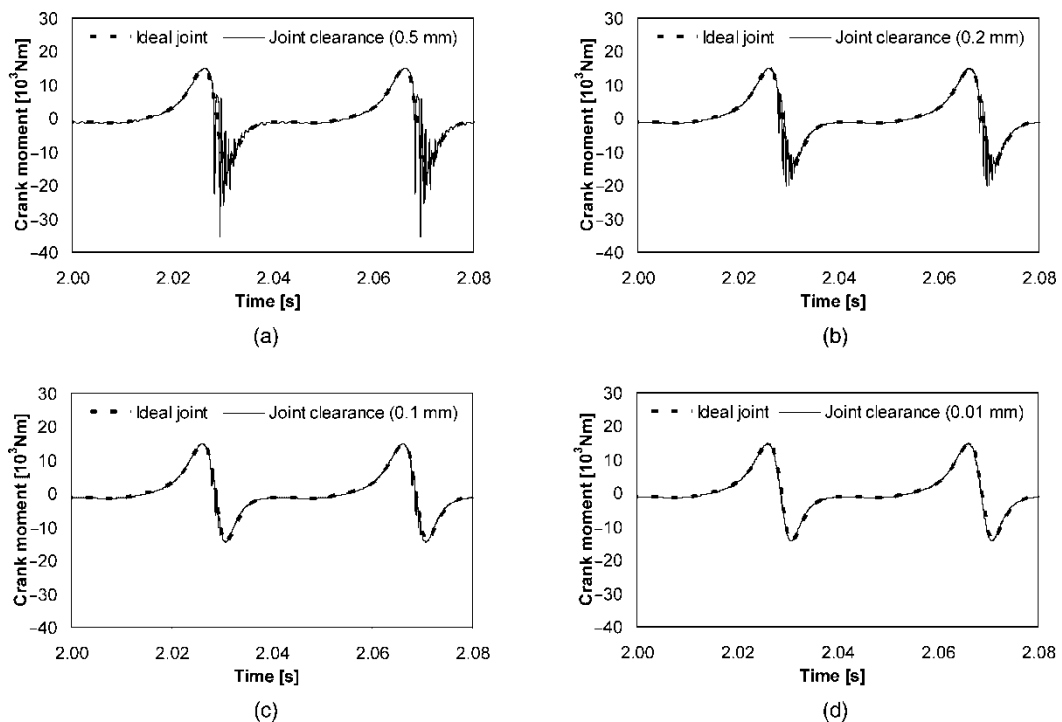 30
20
10
0
−10
−20
−30
−40
Crank moment [10³Nm]
Ideal joint
Joint clearance (0.5 mm)
2.00
2.02
2.04
2.06
2.08
Time [s]
(a)
30
20
10
0
−10
−20
−30
−40
Crank moment [10³Nm]
Ideal joint
Joint clearance (0.2 mm)
2.00
2.02
2.04
2.06
2.08
Time [s]
(b)
30
20
10
0
−10
−20
−30
−40
Crank moment [10³Nm]
Ideal joint
Joint clearance (0.1 mm)
2.00
2.02
2.04
2.06
2.08
Time [s]
(c)
30
20
10
0
−10
−20
−30
−40
Crank moment [10³Nm]
Ideal joint
Joint clearance (0.01 mm)
2.00
2.02
2.04
2.06
2.08
Time [s]
(d)